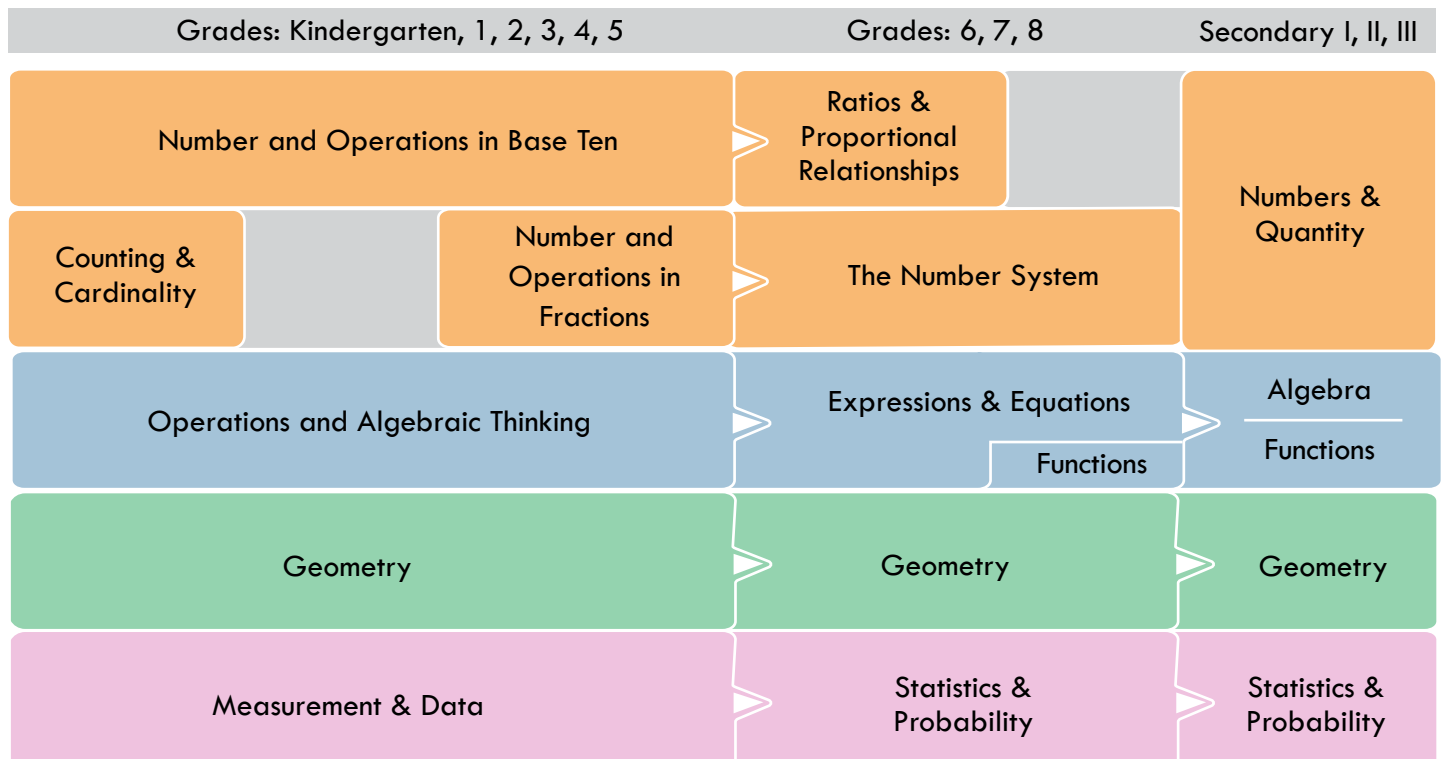 Grades: Kindergarten, 1, 2, 3, 4, 5
Grades: 6, 7, 8
Secondary I, II, III
Number and Operations in Base Ten
Ratios &
Proportional
Relationships
Numbers &
Quantity
Counting &
Cardinality
Number and
Operations in
Fractions
The Number System
Operations and Algebraic Thinking
Expressions & Equations
Functions
Algebra
Functions
Geometry
Geometry
Geometry
Measurement & Data
Statistics &
Probability
Statistics &
Probability